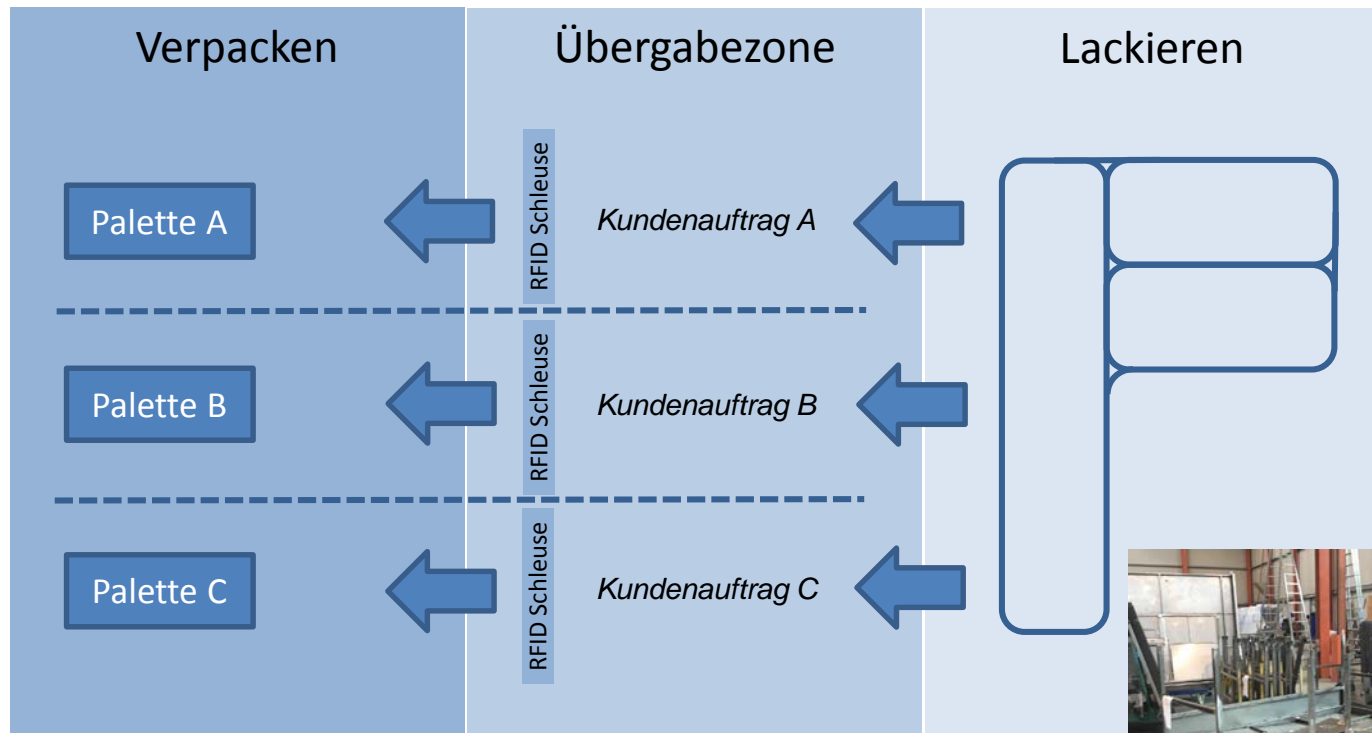 Verpacken
Übergabezone
Lackieren
Palette A
RFID Schleuse
Kundenauftrag A
Palette B
RFID Schleuse
Kundenauftrag B
Palette C
RFID Schleuse
Kundenauftrag C